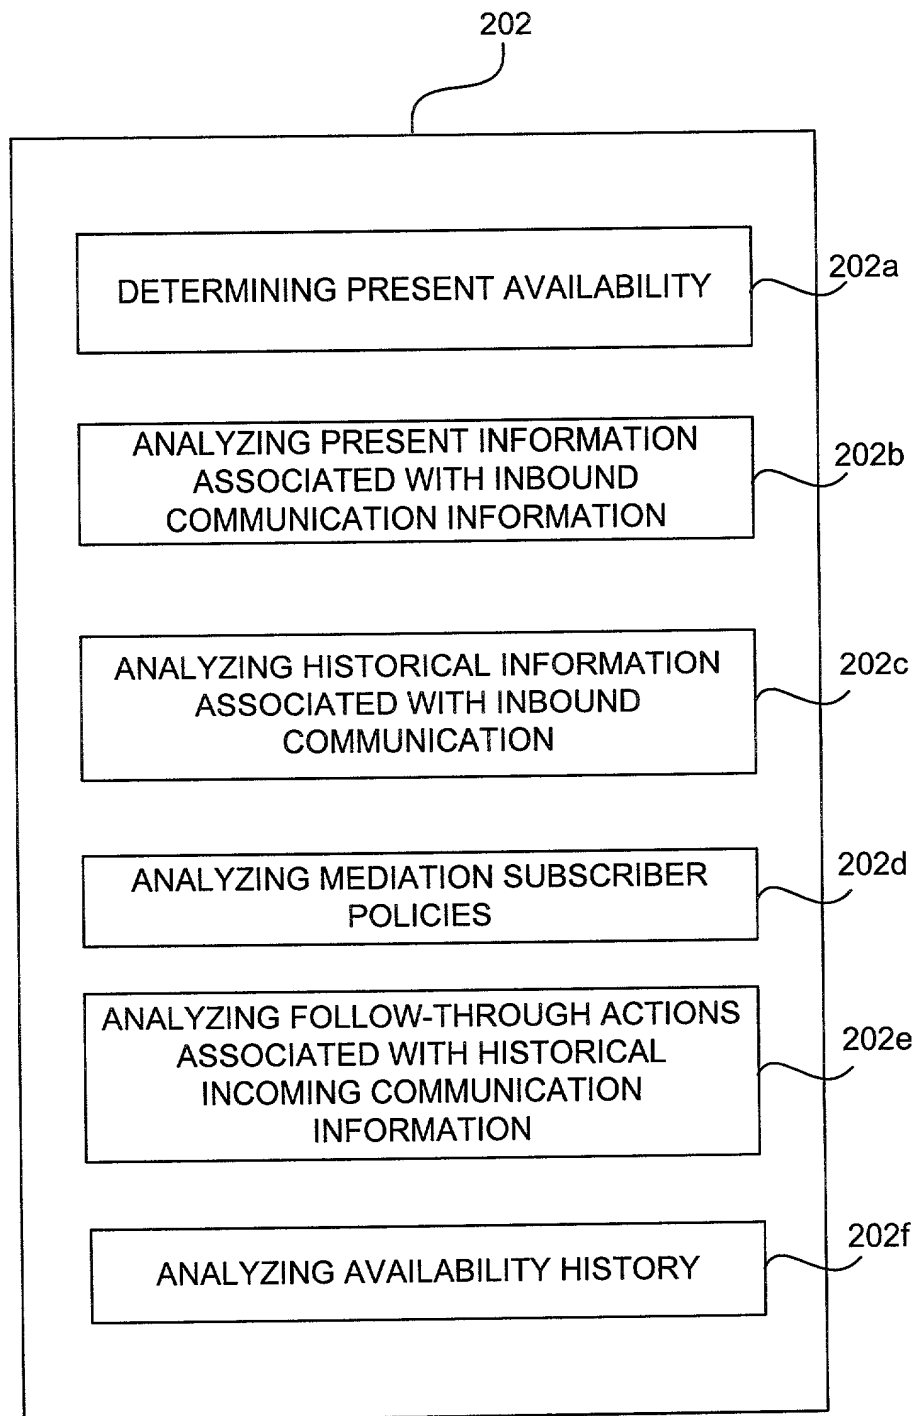 202
DETERMINING PRESENT AVAILABILITY
202a
ANALYZING PRESENT INFORMATION
ASSOCIATED WITH INBOUND
COMMUNICATION INFORMATION
202b
ANALYZING HISTORICAL INFORMATION
ASSOCIATED WITH INBOUND
COMMUNICATION
202c
ANALYZING MEDIATION SUBSCRIBER
POLICIES
202d
ANALYZING FOLLOW-THROUGH ACTIONS
ASSOCIATED WITH HISTORICAL
INCOMING COMMUNICATION
INFORMATION
202e
ANALYZING AVAILABILITY HISTORY
202f